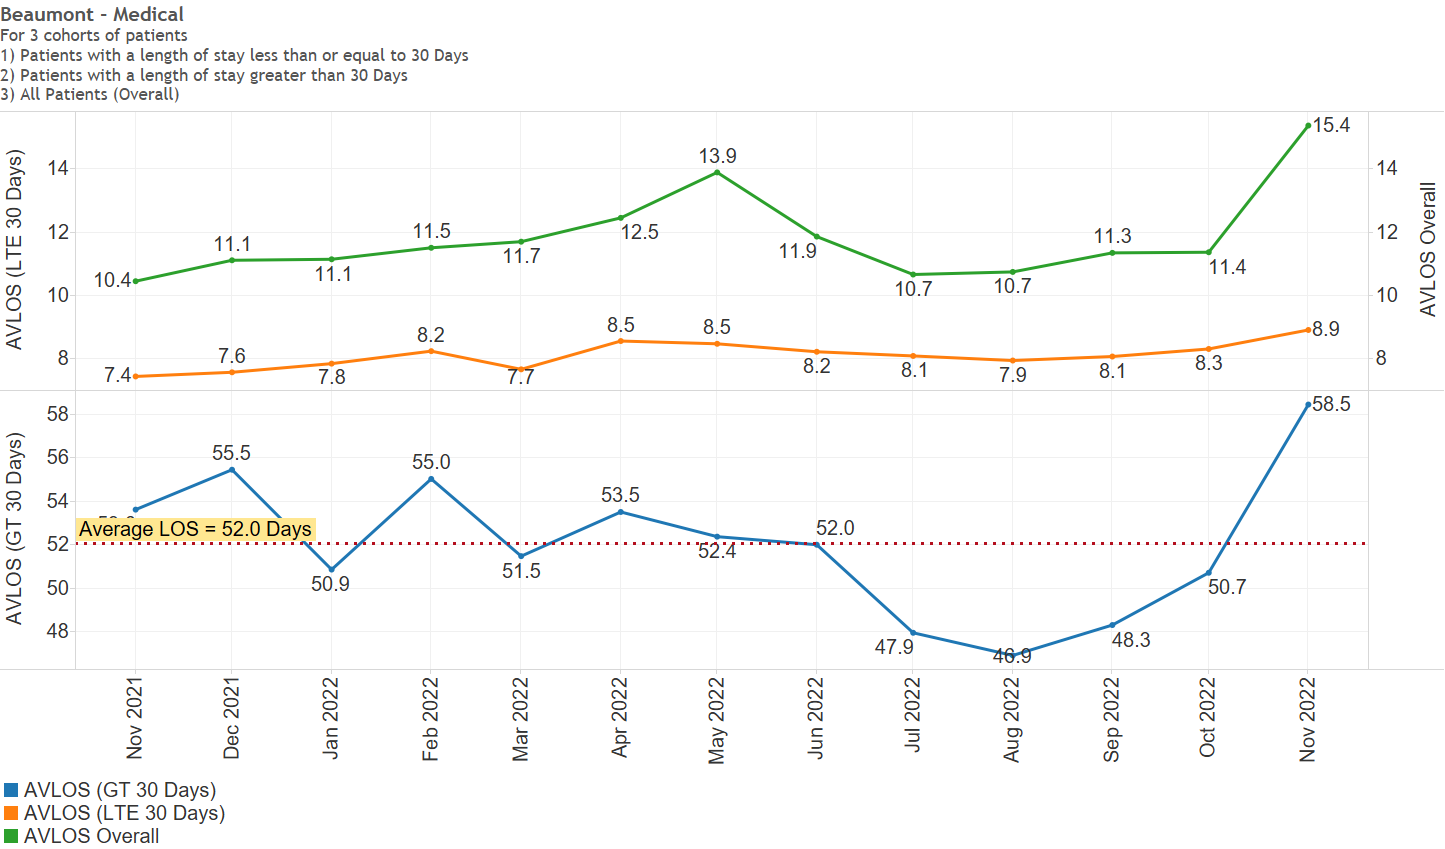 Beaumont - Medical
For 3 cohorts of patients
1) Patients with a length of stay less than or equal to 30 Days
2) Patients with a length of stay greater than 30 Days
3) All Patients (Overall)
AVLOS (LTE 30 Days)
14
12
10
8
10.4
11.1
11.1
11.5
11.7
12.5
13.9
11.9
10.7
10.7
11.3
11.4
15.4
7.4
7.6
7.8
8.2
7.7
8.5
8.5
8.2
8.1
7.9
8.1
8.3
8.9
14
12
10
8
AVLOS Overall
AVLOS (GT 30 Days)
58
56
54
52
50
48
55.5
50.9
55.0
51.5
53.5
52.4
52.0
47.9
46.9
48.3
50.7
58.5
Average LOS = 52.0 Days
Nov 2021
Dec 2021
Jan 2022
Feb 2022
Mar 2022
Apr 2022
May 2022
Jun 2022
Jul 2022
Aug 2022
Sep 2022
Oct 2022
Nov 2022
AVLOS (GT 30 Days)
AVLOS (LTE 30 Days)
AVLOS Overall